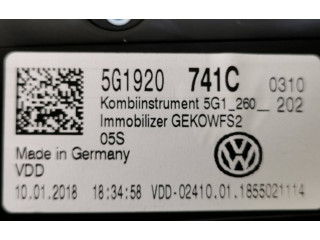 5G1920 741C 0310
Kombiinstrument 5G1_260__ 202
Immobilizer GEKOWFS2
05S
Made in Germany
VDD
10.01.2018 18:34:58 VDD-02410.01.1855021114